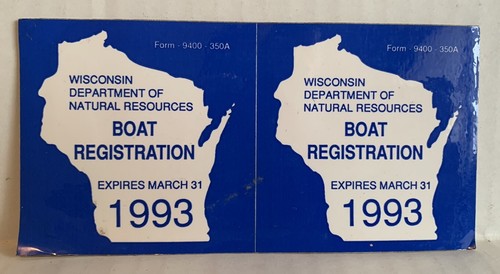 Form - 9400 - 350A
WISCONSIN
DEPARTMENT OF
NATURAL RESOURCES
BOAT
REGISTRATION
EXPIRES MARCH 31
1993
Form - 9400 - 350A
WISCONSIN
DEPARTMENT OF
NATURAL RESOURCES
BOAT
REGISTRATION
EXPIRES MARCH 31
1993